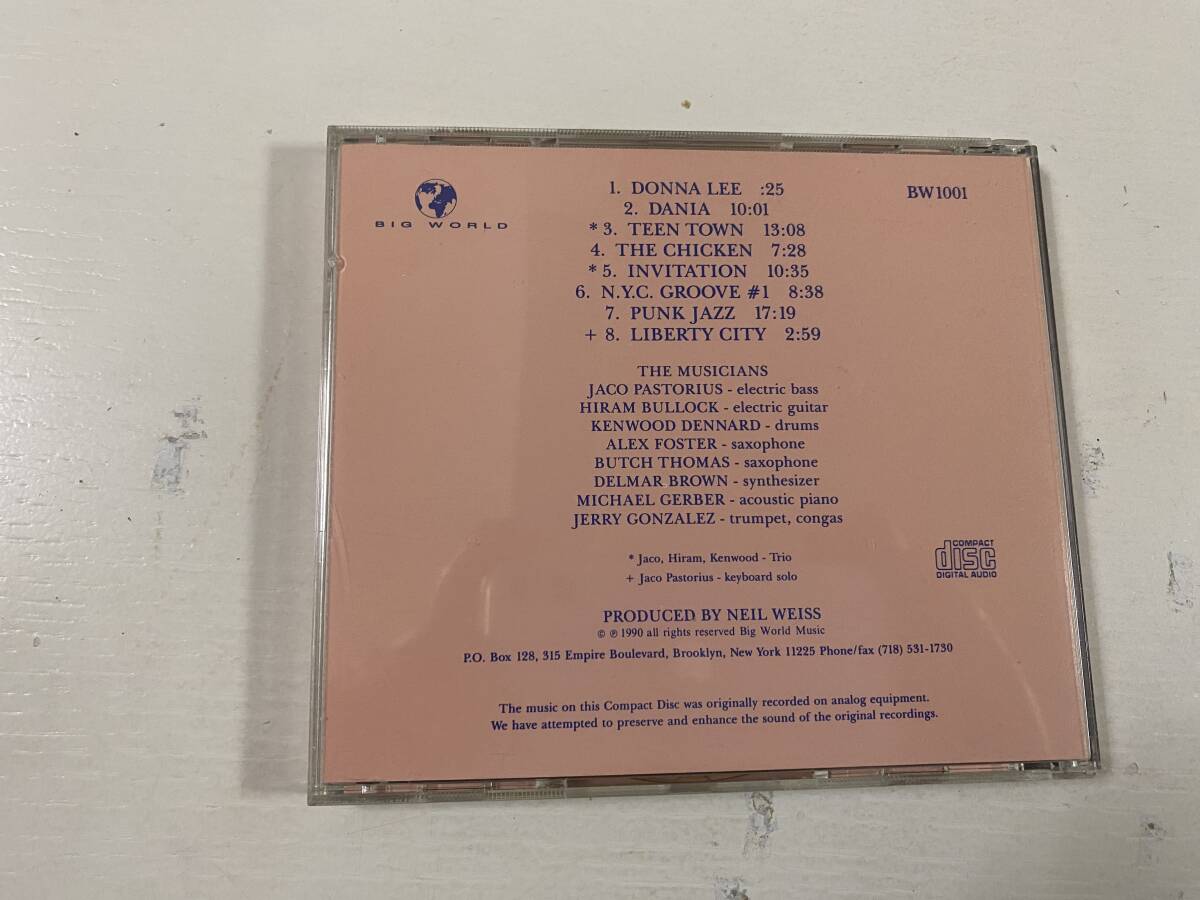 BIG WORLD
BW1001
1. DONNA LEE :25
2. DANIA 10:01
* 3. TEEN TOWN 13:08
4. THE CHICKEN 7:28
* 5. INVITATION 10:35
6. N.Y.C. GROOVE #1 8:38
7. PUNK JAZZ 17:19
+ 8. LIBERTY CITY 2:59
THE MUSICIANS
JACO PASTORIUS - electric bass
HIRAM BULLOCK - electric guitar
KENWOOD DENNARD - drums
ALEX FOSTER - saxophone
BUTCH THOMAS - saxophone
DELMAR BROWN - synthesizer
MICHAEL GERBER - acoustic piano
JERRY GONZALEZ - trumpet, congas
* Jaco, Hiram, Kenwood - Trio
+ Jaco Pastorius - keyboard solo
COMPACT
disc
DIGITAL AUDIO
PRODUCED BY NEIL WEISS
© ℗ 1990 all rights reserved Big World Music
P.O. Box 128, 315 Empire Boulevard, Brooklyn, New York 11225 Phone/fax (718) 531-1730
The music on this Compact Disc was originally recorded on analog equipment.
We have attempted to preserve and enhance the sound of the original recordings.